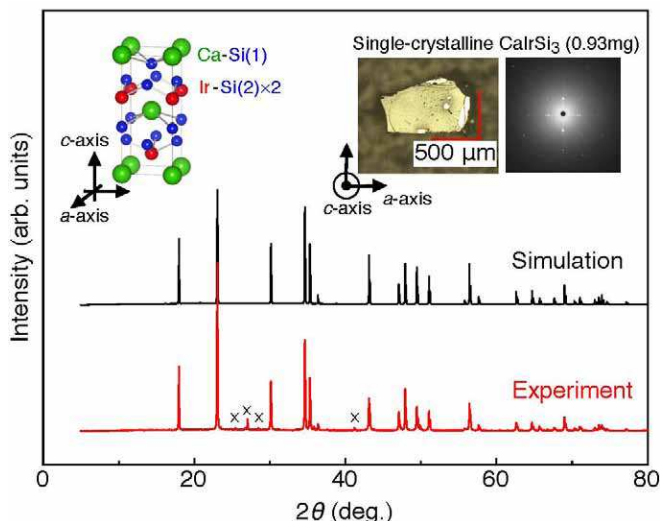 Ca-Si(1)
Ir-Si(2)×2
Single-crystalline CaIrSi3 (0.93mg)
500 μm
c-axis
a-axis
c-axis
a-axis
Intensity (arb. units)
Simulation
Experiment
× × × ×
0 20 40 60 80
2θ (deg.)